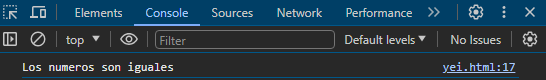 Elements Console Sources Network Performance »
top Filter Default levels No Issues
Los numeros son iguales yei.html:17